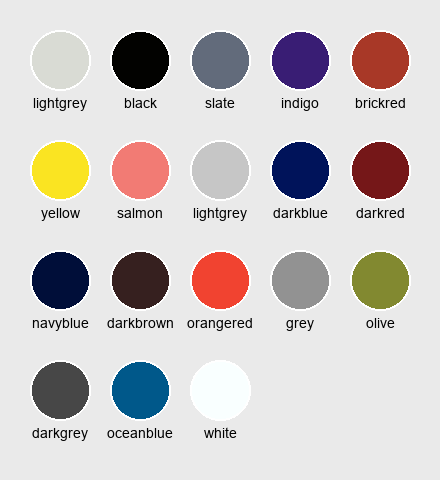 lightgrey black slate indigo brickred
yellow salmon lightgrey darkblue darkred
navyblue darkbrown orangered grey olive
darkgrey oceanblue white